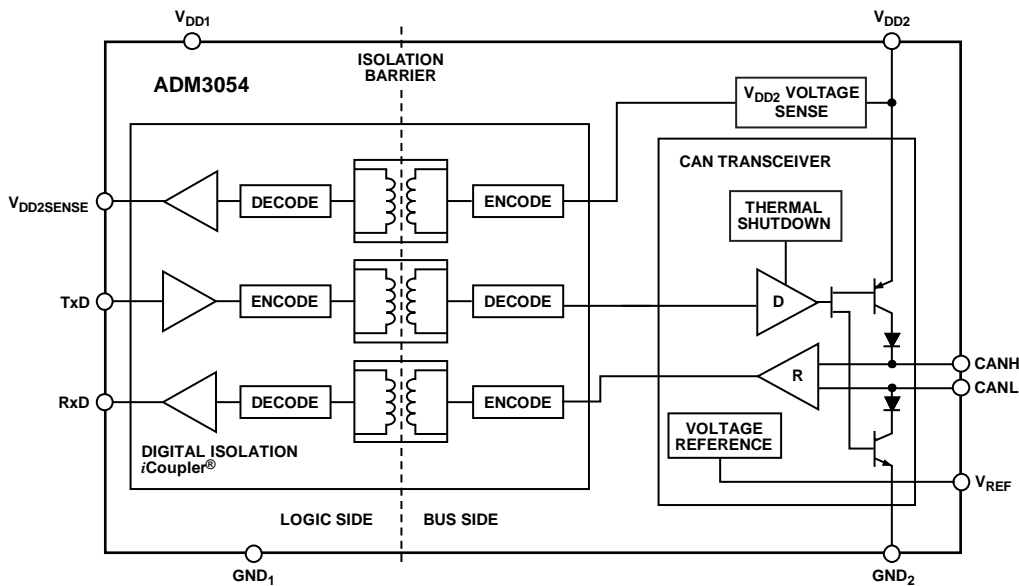 VDD1
VDD2
ADM3054
ISOLATION
BARRIER
VDD2 VOLTAGE
SENSE
CAN TRANSCEIVER
VDD2SENSE
DECODE
ENCODE
THERMAL
SHUTDOWN
TxD
ENCODE
DECODE
D
RxD
DECODE
ENCODE
R
CANH
CANL
DIGITAL ISOLATION
iCoupler®
VOLTAGE
REFERENCE
VREF
LOGIC SIDE
BUS SIDE
GND1
GND2